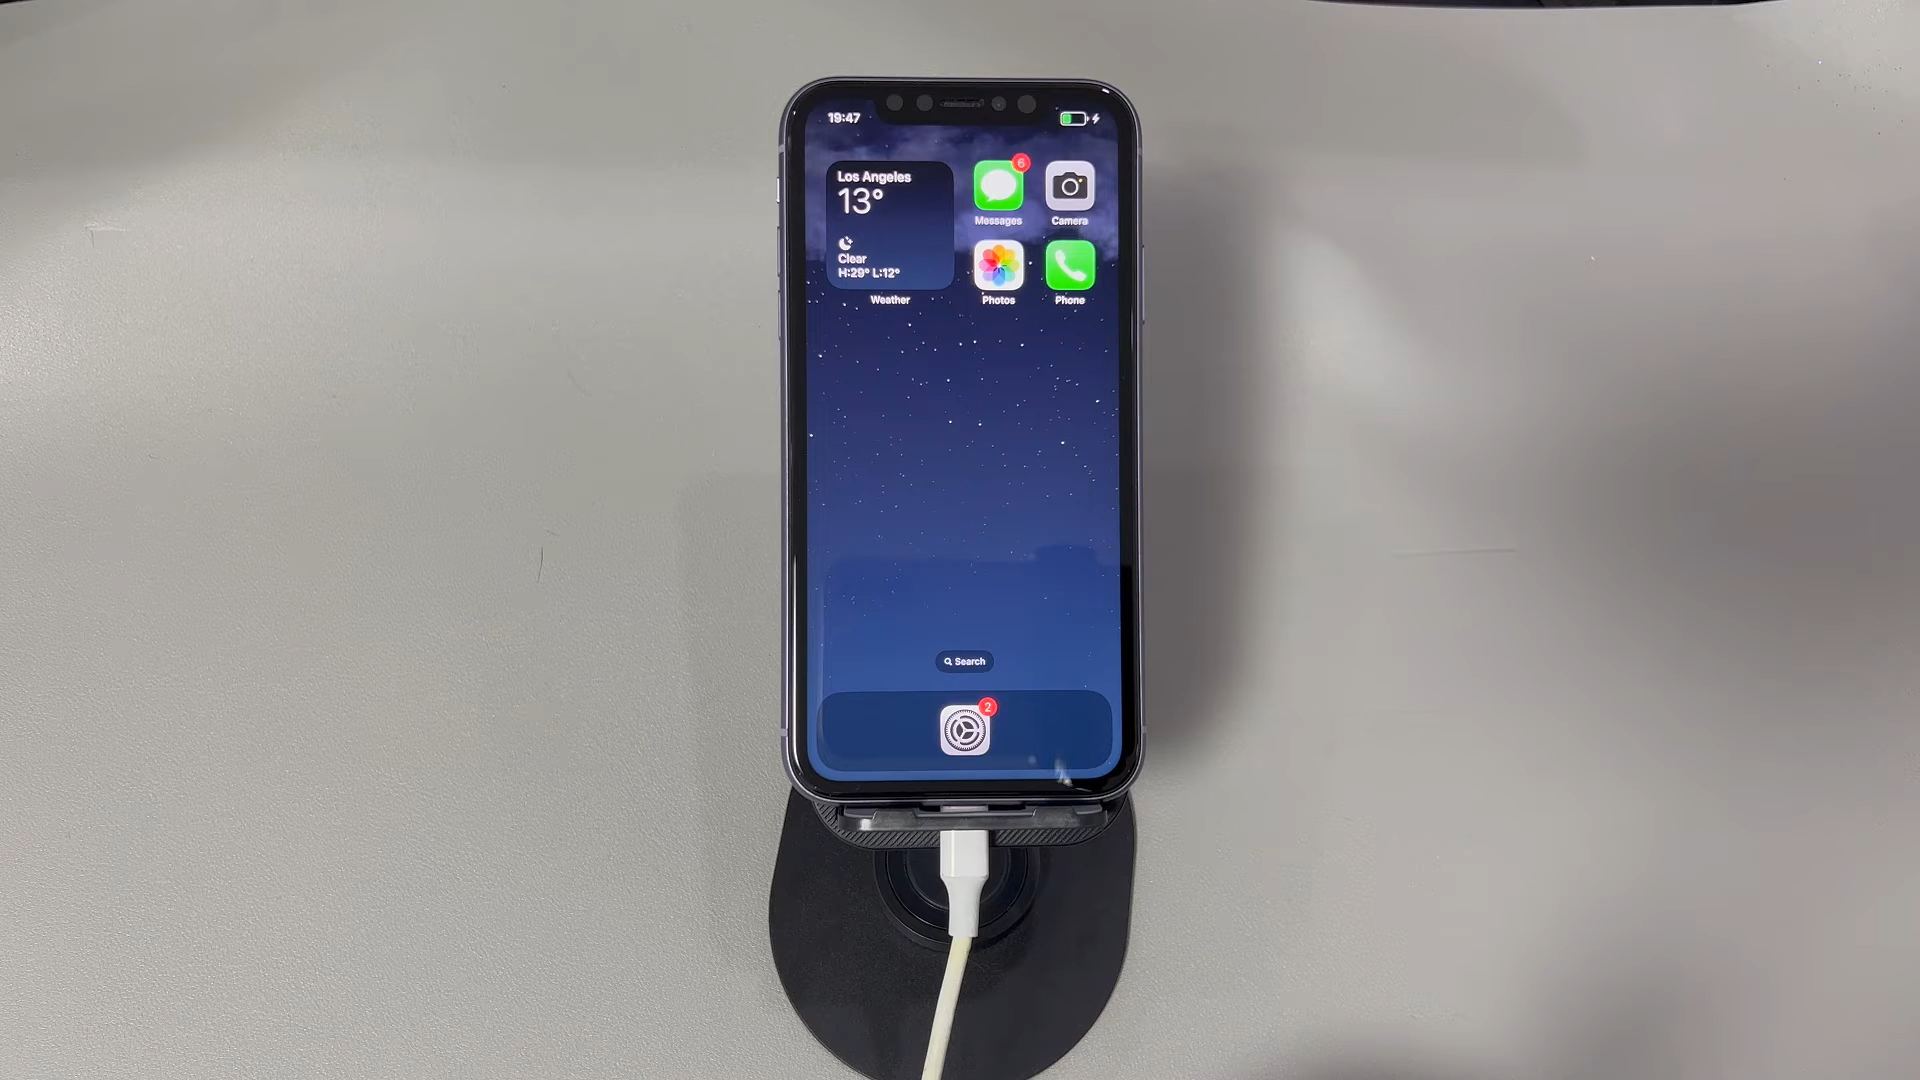 19:47
Los Angeles
13°
Clear
H:29° L:12°
Weather
6
Messages
Camera
Photos
Phone
Search
2